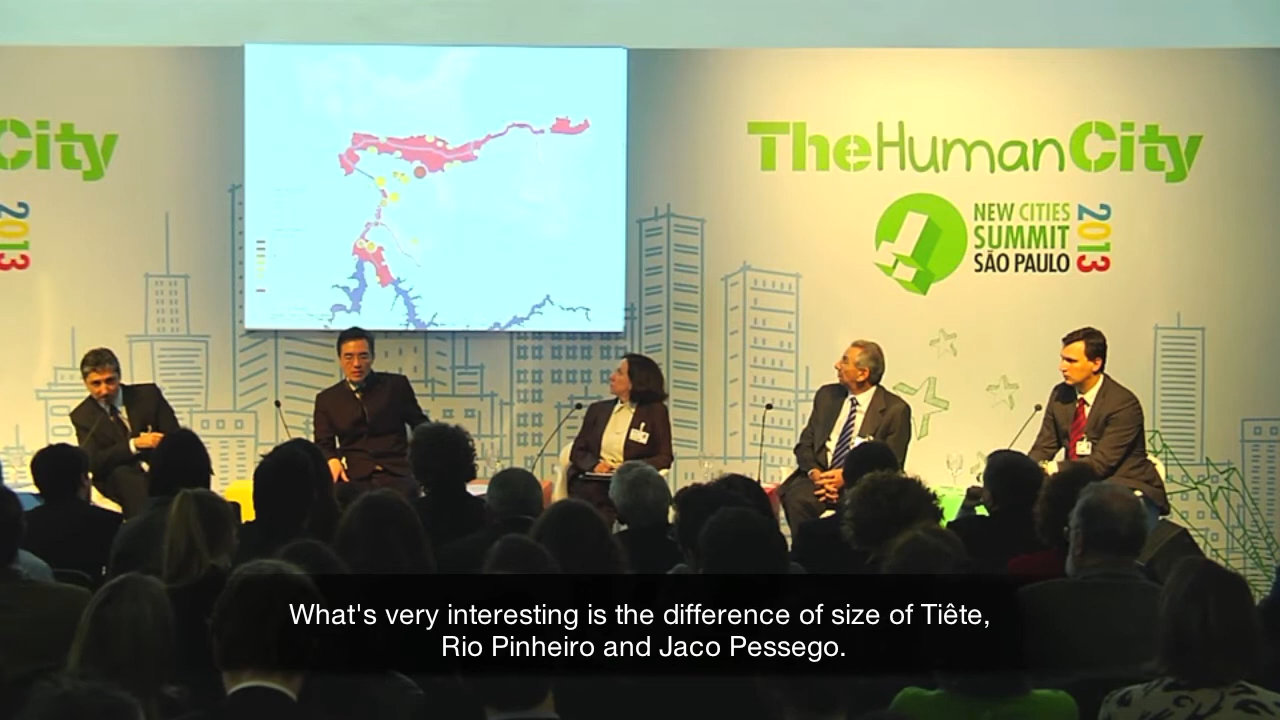 City
2013
TheHumanCity
NEW CITIES
SUMMIT
SÃO PAULO
2013
What's very interesting is the difference of size of Tiête,
Rio Pinheiro and Jaco Pessego.